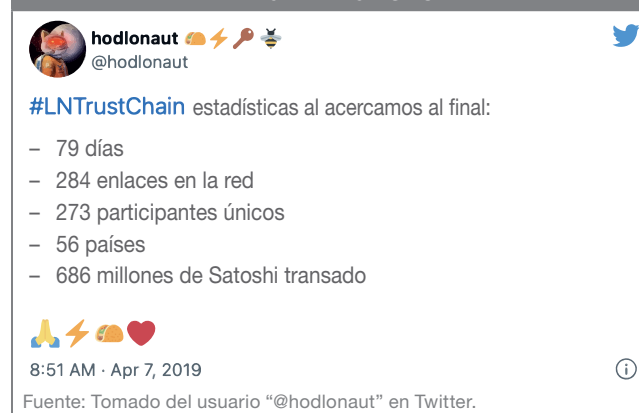 hodlonaut 🌮⚡🔑🐝
@hodlonaut
#LNTrustChain estadísticas al acercamos al final:
– 79 días
– 284 enlaces en la red
– 273 participantes únicos
– 56 países
– 686 millones de Satoshi transado
🙏⚡🌮❤️
8:51 AM · Apr 7, 2019
Fuente: Tomado del usuario “@hodlonaut” en Twitter.